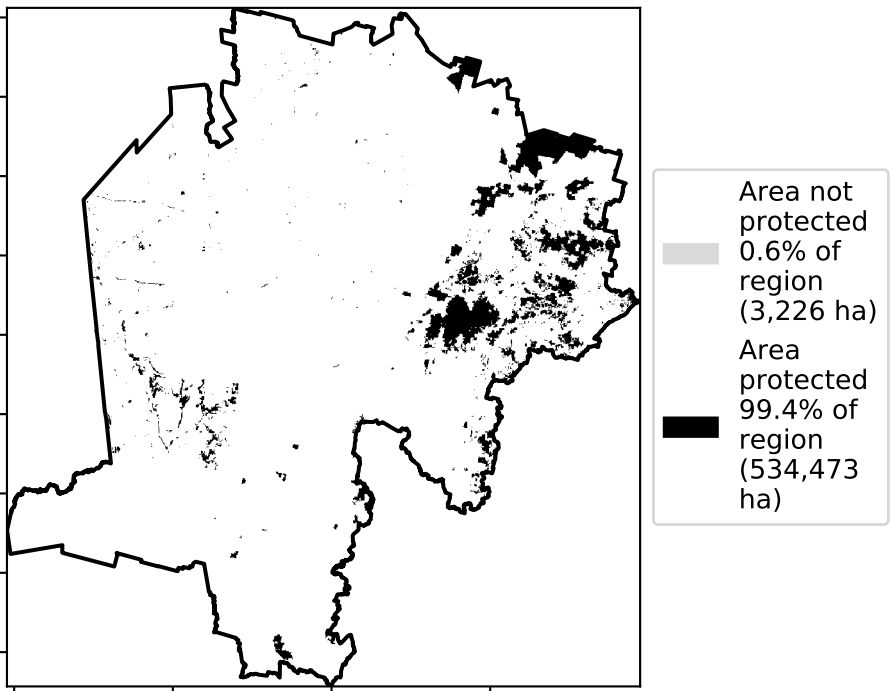 Area not
protected
0.6% of
region
(3,226 ha)
Area
protected
99.4% of
region
(534,473
ha)